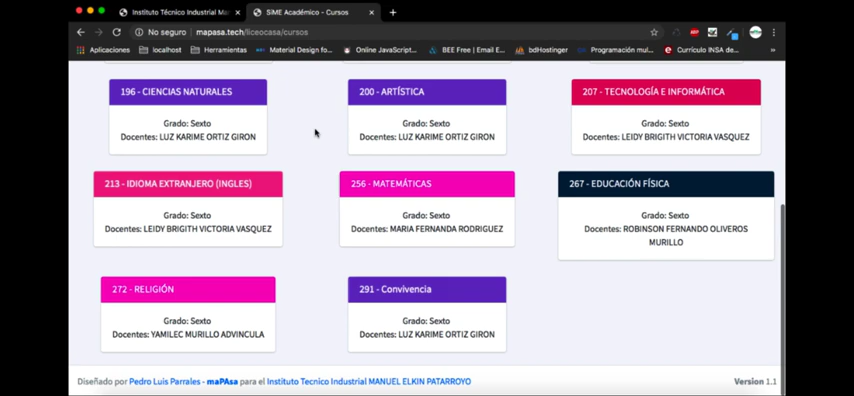 Instituto Técnico Industrial Mar
SiME Académico - Cursos
No seguro
mapasa.tech/liceocasa/cursos
Aplicaciones
localhost
Herramientas
Material Design fo...
Online JavaScript...
BEE Free | Email E...
bdHostinger
Programación mul...
Currículo INSA de...
196 - CIENCIAS NATURALES
Grado: Sexto
Docentes: LUZ KARIME ORTIZ GIRON
200 - ARTÍSTICA
Grado: Sexto
Docentes: LUZ KARIME ORTIZ GIRON
207 - TECNOLOGÍA E INFORMÁTICA
Grado: Sexto
Docentes: LEIDY BRIGITH VICTORIA VASQUEZ
213 - IDIOMA EXTRANJERO (INGLES)
Grado: Sexto
Docentes: LEIDY BRIGITH VICTORIA VASQUEZ
256 - MATEMÁTICAS
Grado: Sexto
Docentes: MARIA FERNANDA RODRIGUEZ
267 - EDUCACIÓN FÍSICA
Grado: Sexto
Docentes: ROBINSON FERNANDO OLIVEROS
MURILLO
272 - RELIGIÓN
Grado: Sexto
Docentes: YAMILEC MURILLO ADVINCULA
291 - Convivencia
Grado: Sexto
Docentes: LUZ KARIME ORTIZ GIRON
Diseñado por Pedro Luis Parrales - maPAsa para el Instituto Tecnico Industrial MANUEL ELKIN PATARROYO
Version 1.1